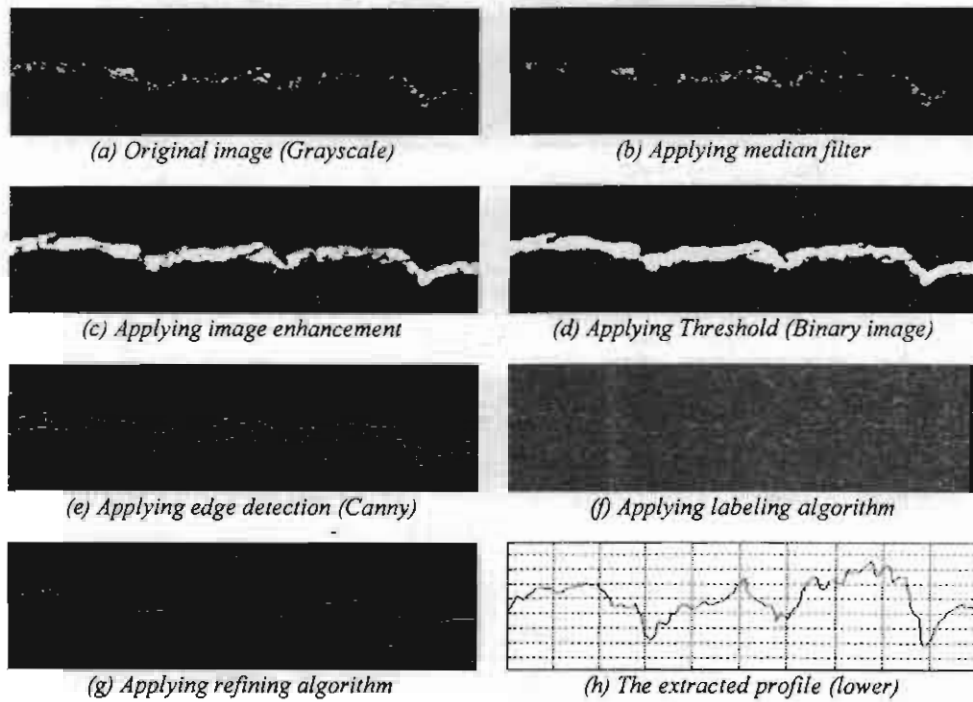 (a) Original image (Grayscale)
(b) Applying median filter
(c) Applying image enhancement
(d) Applying Threshold (Binary image)
(e) Applying edge detection (Canny)
(f) Applying labeling algorithm
(g) Applying refining algorithm
(h) The extracted profile (lower)